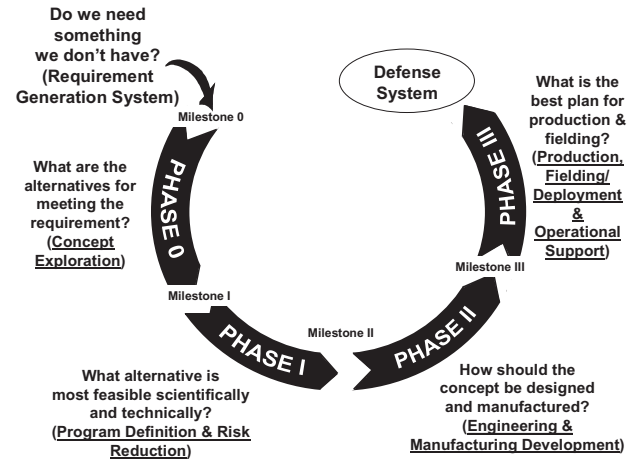 Do we need
something
we don't have?
(Requirement
Generation System)
Milestone 0
PHASE 0
What are the
alternatives for
meeting the
requirement?
(Concept
Exploration)
Milestone I
PHASE I
What alternative is
most feasible scientifically
and technically?
(Program Definition & Risk
Reduction)
Milestone II
PHASE II
How should the
concept be designed
and manufactured?
(Engineering &
Manufacturing Development)
Milestone III
PHASE III
What is the
best plan for
production &
fielding?
(Production,
Fielding/
Deployment
&
Operational
Support)
Defense
System